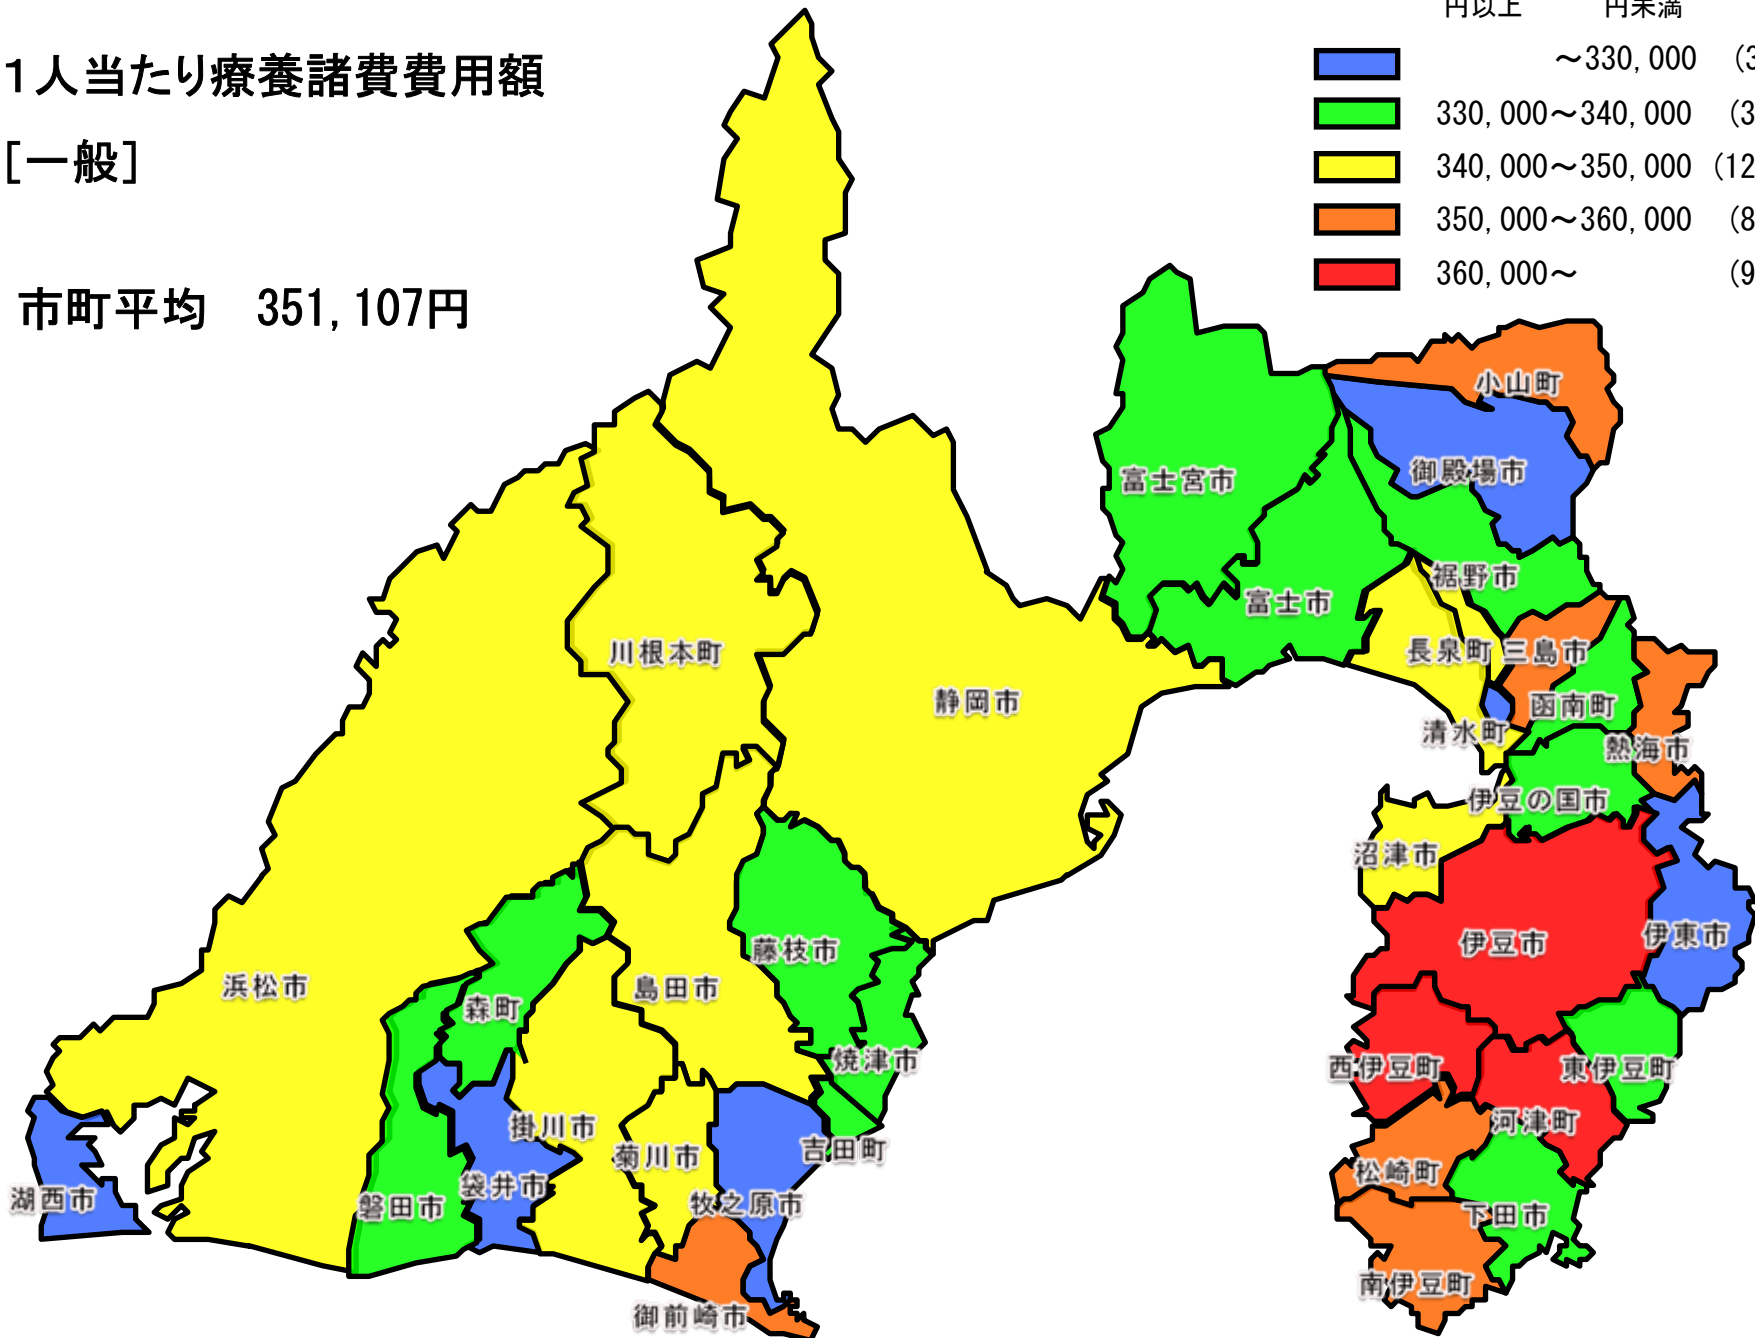 円以上 円未満
1人当たり療養諸費費用額
～330,000 (3
330,000～340,000 (3
[一般]
340,000～350,000 (12
350,000～360,000 (8
360,000～ (9
市町平均 351,107円
小山町
御殿場市
富士宮市
裾野市
富士市
川根本町
長泉町
三島市
静岡市
函南町
清水町
熱海市
伊豆の国市
沼津市
藤枝市
伊豆市
伊東市
浜松市
島田市
森町
焼津市
西伊豆町
東伊豆町
掛川市
河津町
菊川市
吉田町
松崎町
袋井市
湖西市
磐田市
牧之原市
下田市
南伊豆町
御前崎市